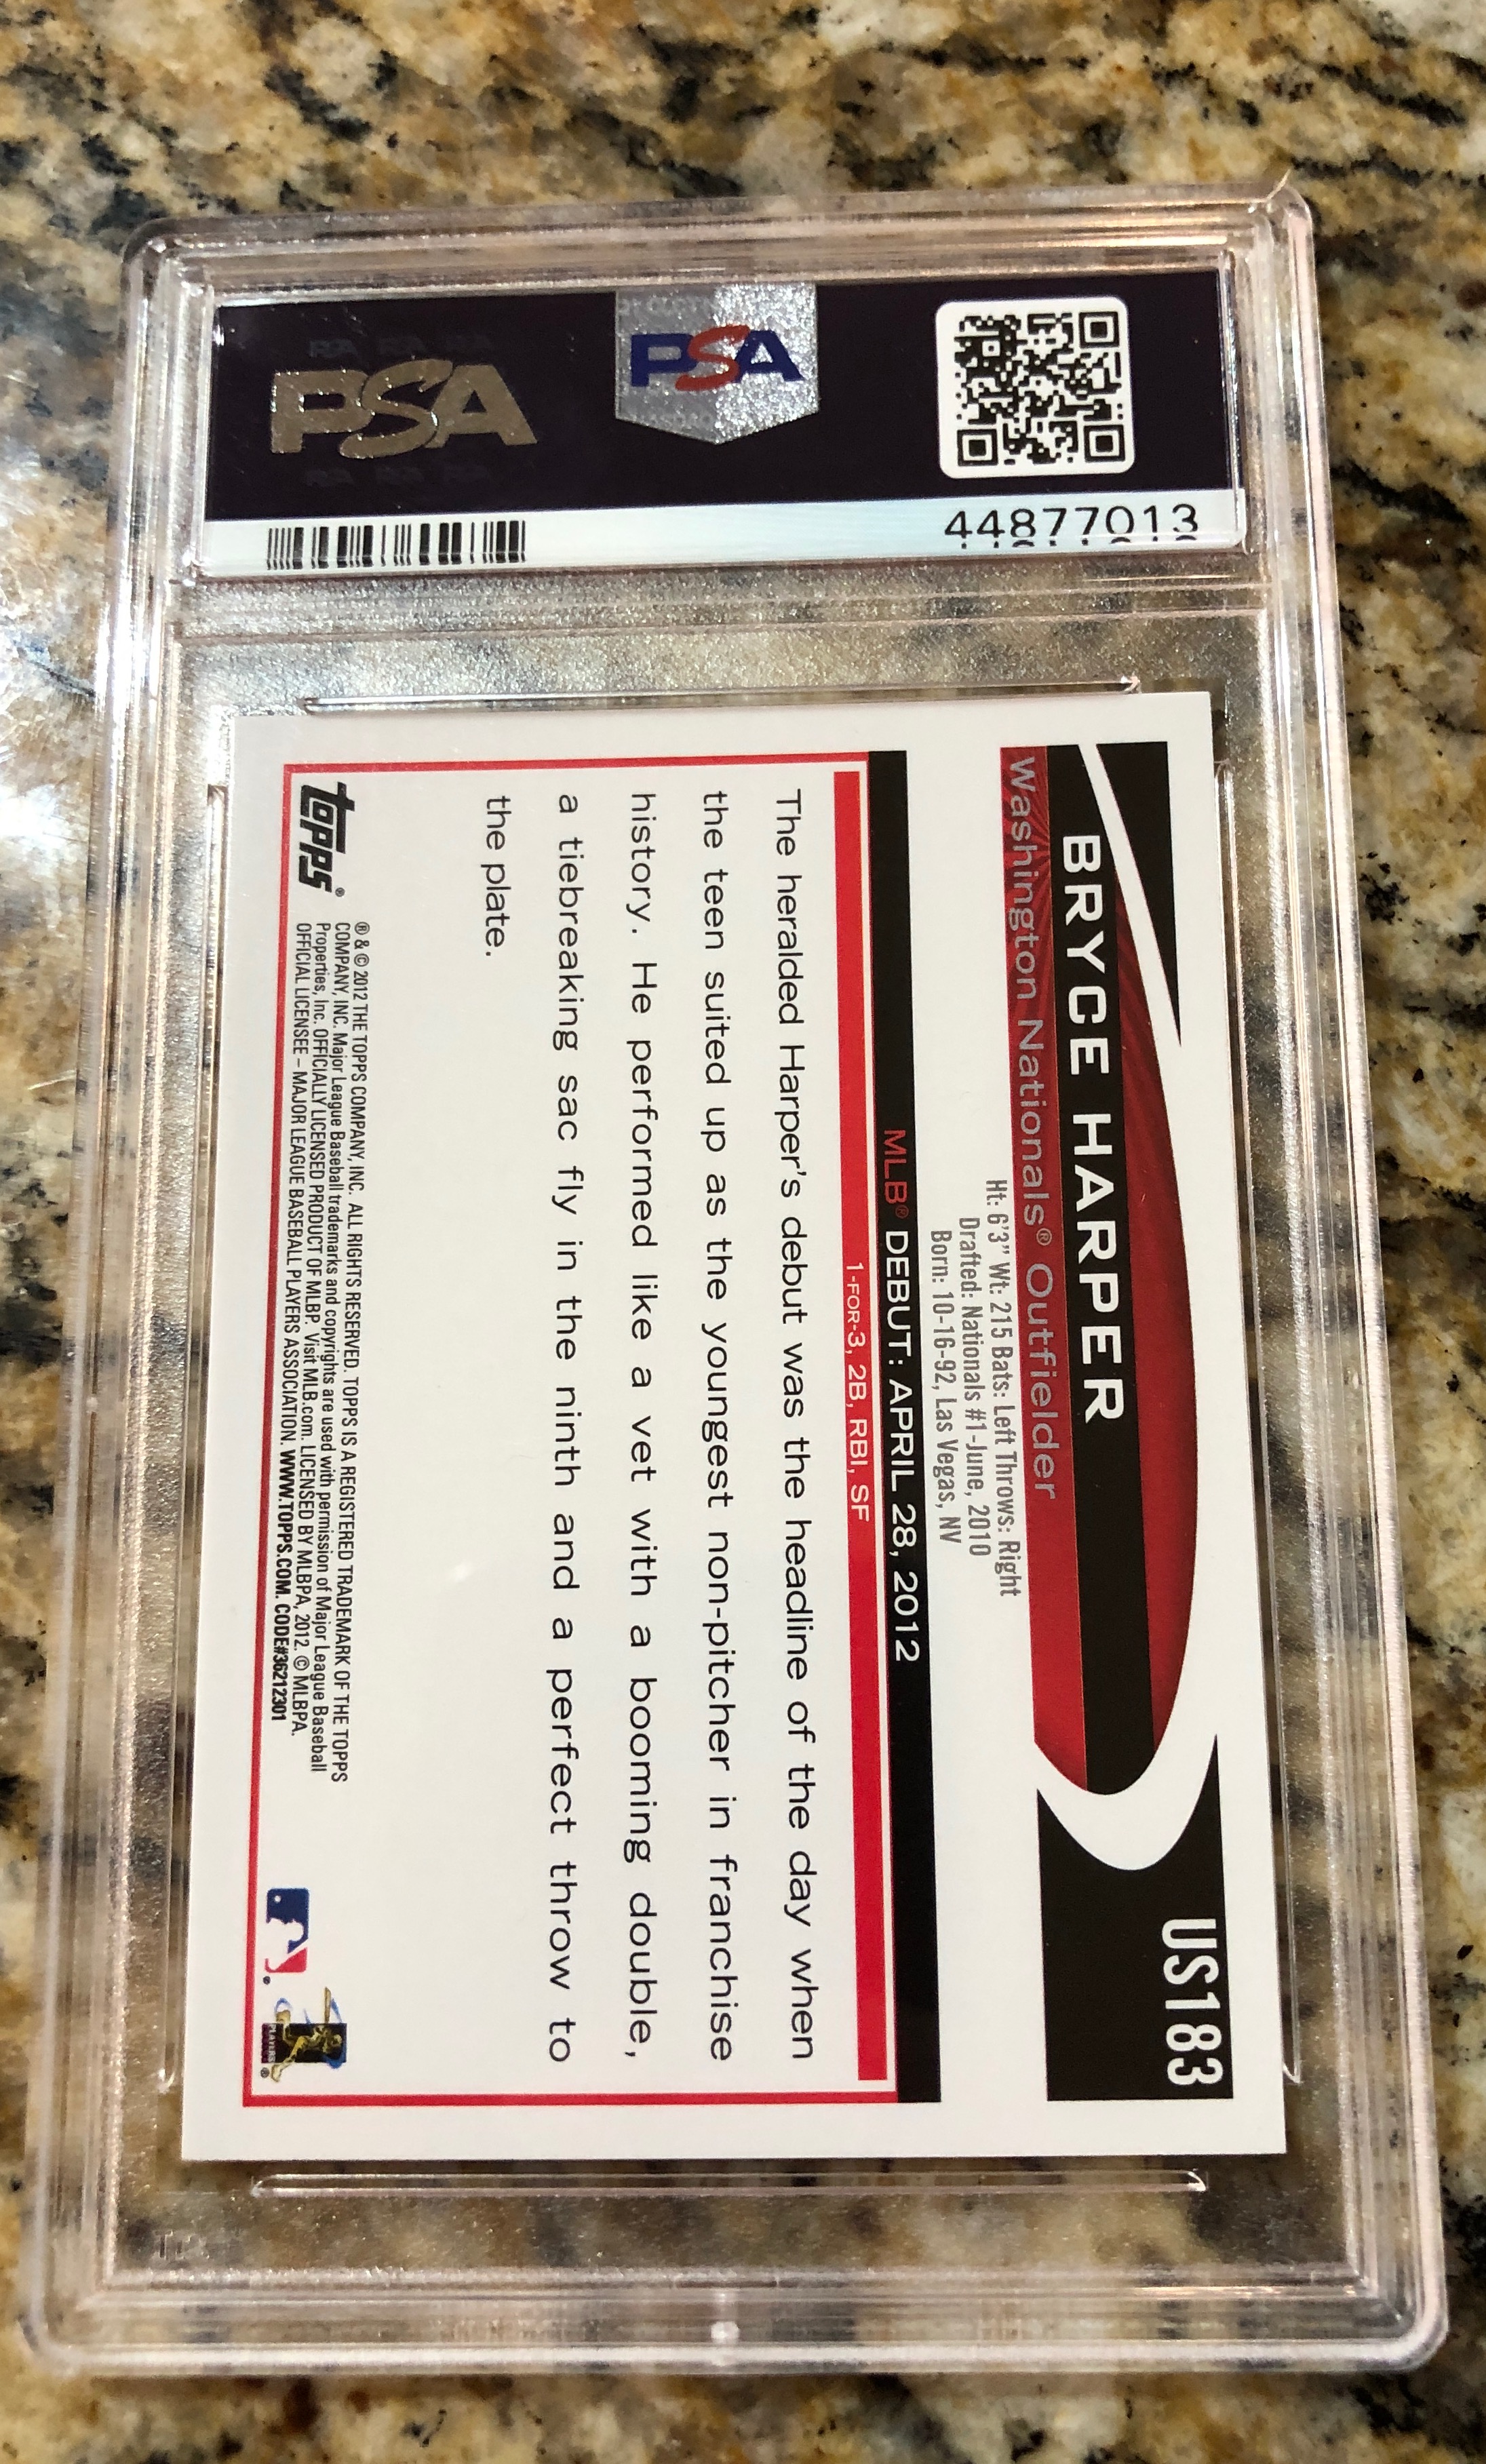 PSA
PSA
44877013
US183
BRYCE HARPER
Washington Nationals® Outfielder
Ht: 6'3" Wt: 215 Bats: Left Throws: Right
Drafted: Nationals #1-June, 2010
Born: 10-16-92, Las Vegas, NV
MLB® DEBUT: APRIL 28, 2012
1-FOR-3, 2B, RBI, SF
The heralded Harper's debut was the headline of the day when
the teen suited up as the youngest non-pitcher in franchise
history. He performed like a vet with a booming double,
a tiebreaking sac fly in the ninth and a perfect throw to
the plate.
topps®
® & © 2012 THE TOPPS COMPANY, INC. ALL RIGHTS RESERVED. TOPPS IS A REGISTERED TRADEMARK OF THE TOPPS
COMPANY, INC. Major League Baseball trademarks and copyrights are used with permission of Major League Baseball
Properties, Inc. OFFICIALLY LICENSED PRODUCT OF MLBP. Visit MLB.com. LICENSED BY MLBPA, 2012. © MLBPA.
OFFICIAL LICENSEE – MAJOR LEAGUE BASEBALL PLAYERS ASSOCIATION. WWW.TOPPS.COM. CODE#36212301